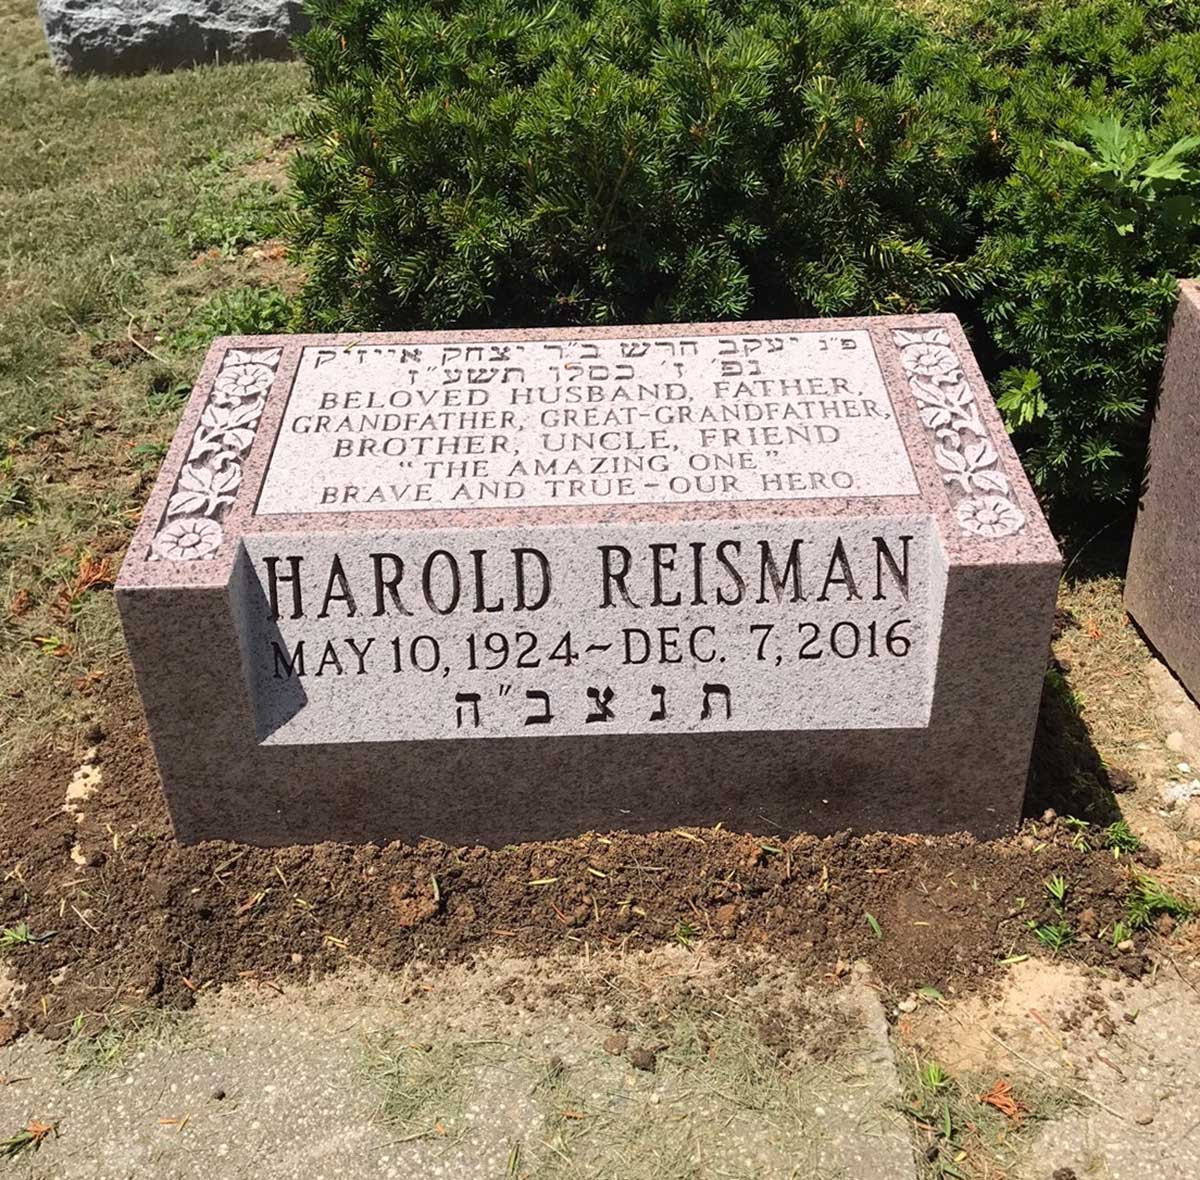 פ"נ יעקב הרש ב"ר יצחק אייזיק
נפ' ז' כסלו תשע"ז
BELOVED HUSBAND, FATHER,
GRANDFATHER, GREAT-GRANDFATHER,
BROTHER, UNCLE, FRIEND
"THE AMAZING ONE"
BRAVE AND TRUE - OUR HERO.
HAROLD REISMAN
MAY 10, 1924 ~ DEC. 7, 2016
תנצב"ה